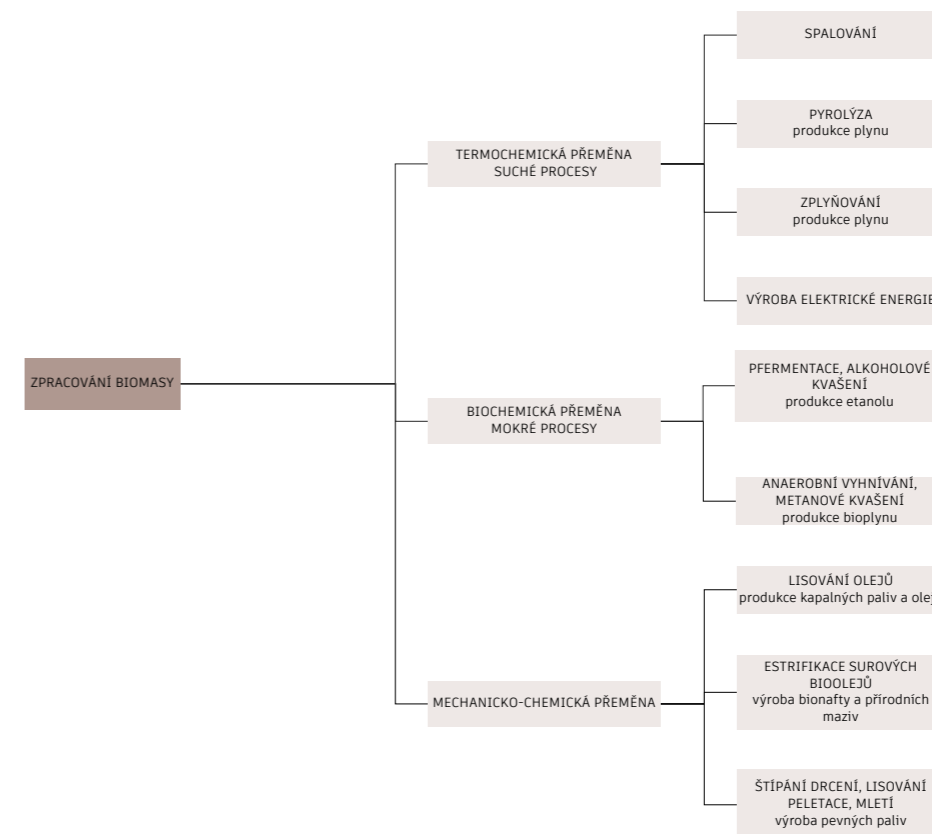 ZPRACOVÁNÍ BIOMASY
TERMOCHEMICKÁ PŘEMĚNA
SUCHÉ PROCESY
SPALOVÁNÍ
PYROLÝZA
produkce plynu
ZPLYŇOVÁNÍ
produkce plynu
VÝROBA ELEKTRICKÉ ENERGIE
BIOCHEMICKÁ PŘEMĚNA
MOKRÉ PROCESY
PFERMENTACE, ALKOHOLOVÉ
KVAŠENÍ
produkce etanolu
ANAEROBNÍ VYHNÍVÁNÍ,
METANOVÉ KVAŠENÍ
produkce bioplynu
MECHANICKO-CHEMICKÁ PŘEMĚNA
LISOVÁNÍ OLEJŮ
produkce kapalných paliv a
ESTRIFIKACE SUROVÝCH
BIOOLEJŮ
výroba bionafty a přírodních
maziv
ŠTÍPÁNÍ DRCENÍ, LISOVÁNÍ
PELETACE, MLETÍ
výroba pevných paliv